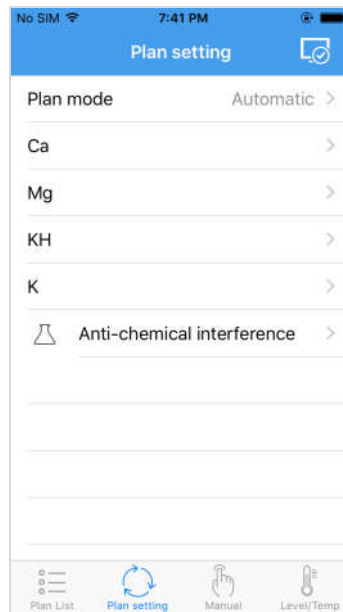 No SIM 7:41 PM
Plan setting
Plan mode Automatic
Ca
Mg
KH
K
Anti-chemical interference
Plan List Plan setting Manual Level/Temp